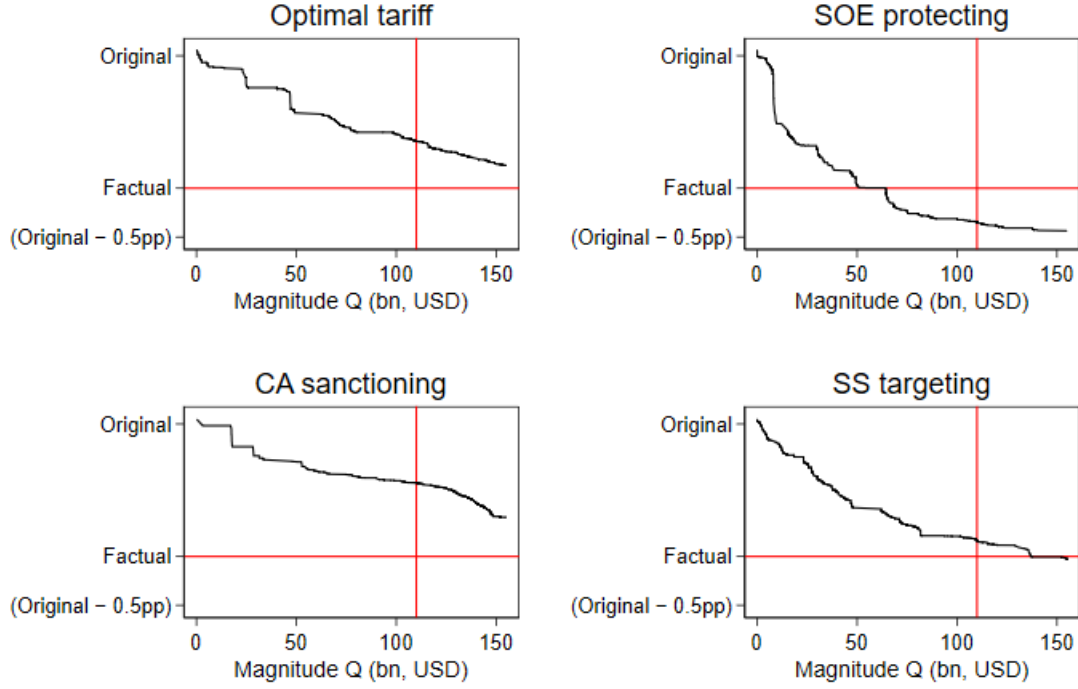 Optimal tariff
Original
Factual
(Original − 0.5pp)
0 50 100 150
Magnitude Q (bn, USD)
SOE protecting
Original
Factual
(Original − 0.5pp)
0 50 100 150
Magnitude Q (bn, USD)
CA sanctioning
Original
Factual
(Original − 0.5pp)
0 50 100 150
Magnitude Q (bn, USD)
SS targeting
Original
Factual
(Original − 0.5pp)
0 50 100 150
Magnitude Q (bn, USD)